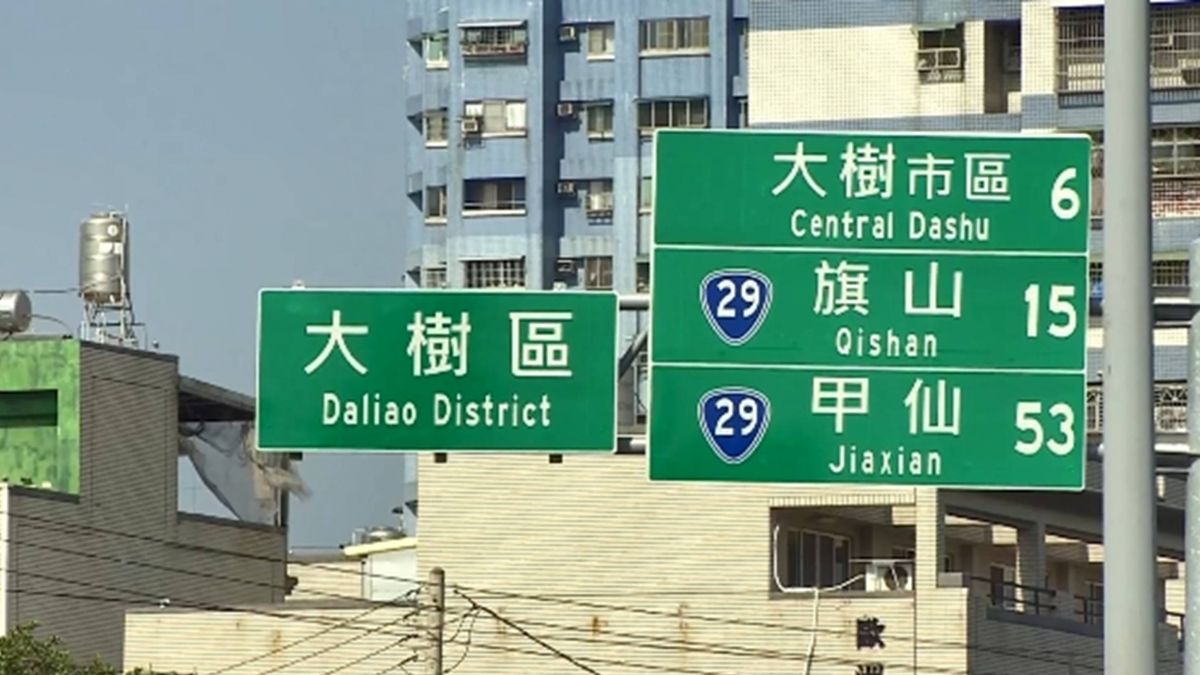 大樹區
Daliao District
大樹市區 6
Central Dashu
29 旗山 15
Qishan
29 甲仙 53
Jiaxian